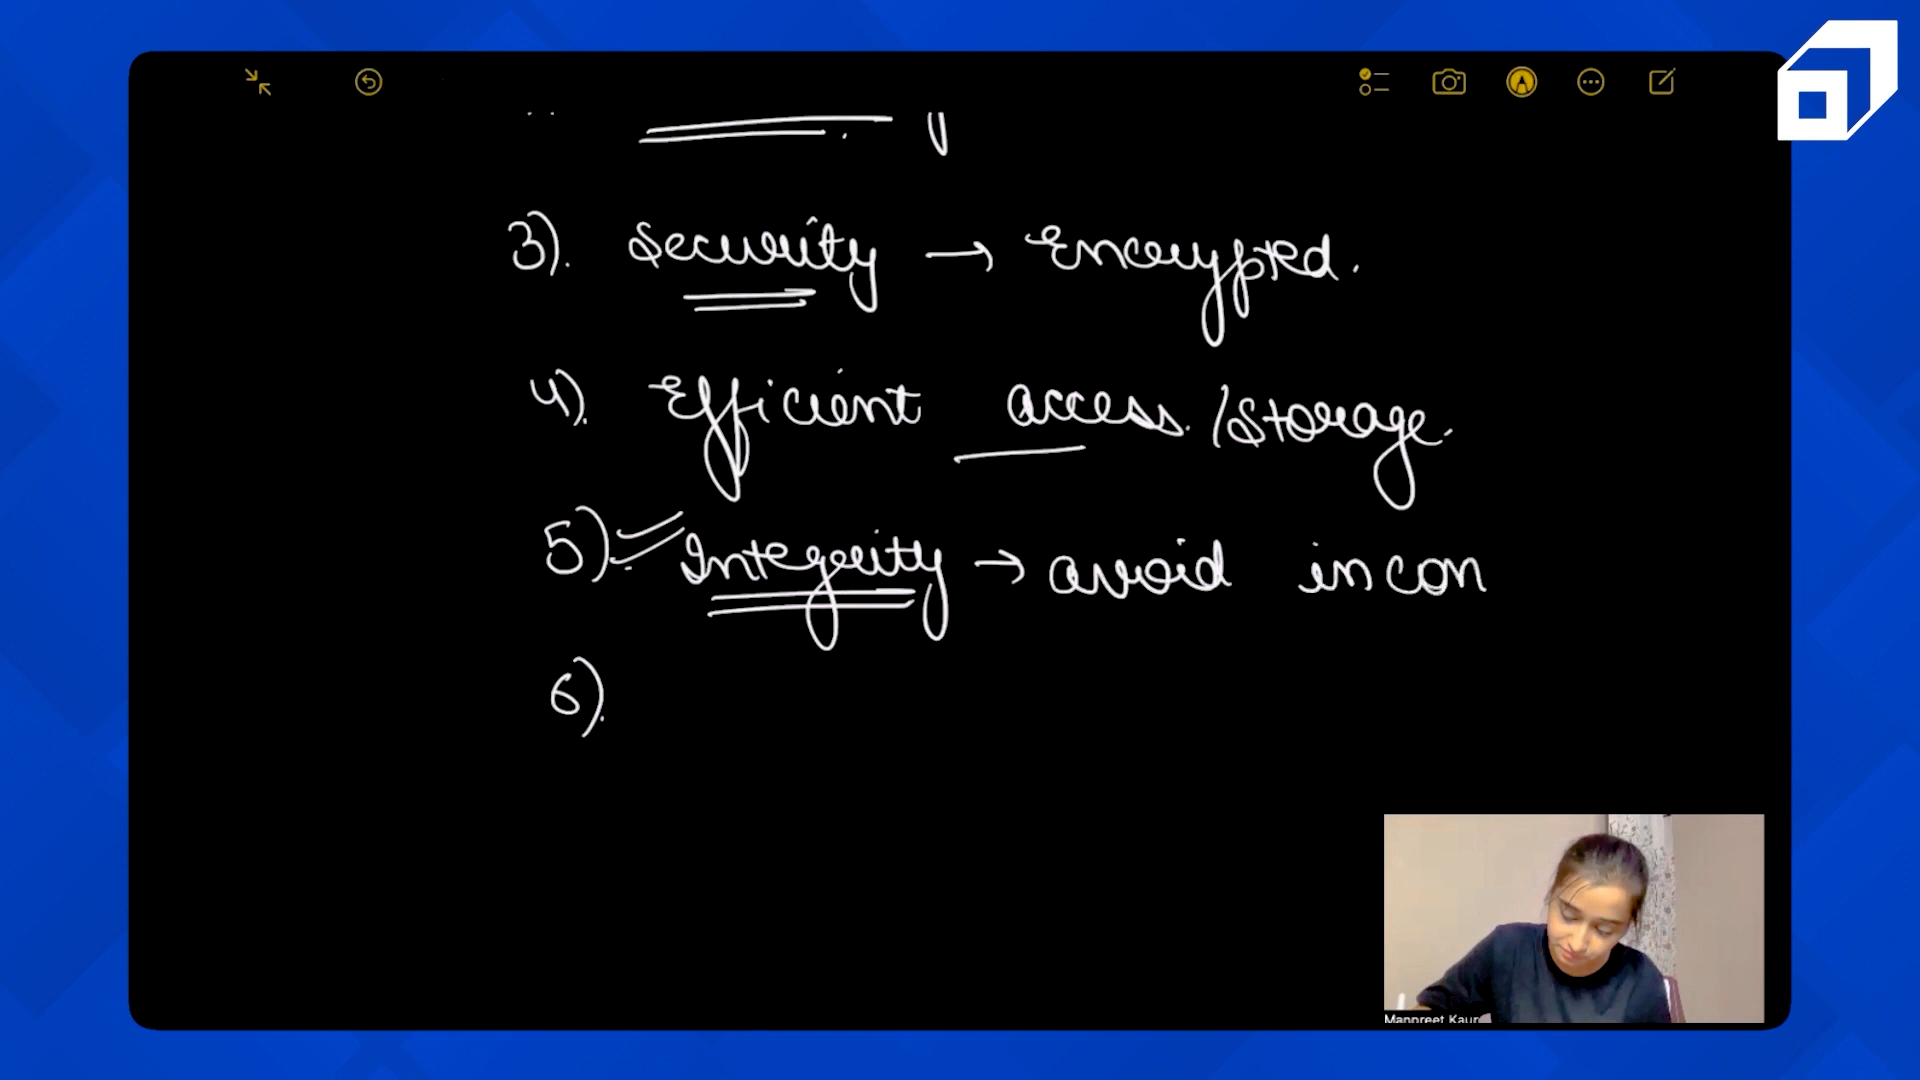 3). Security → Encrypted.
4). Efficient access / Storage.
5). Integrity → avoid incon
6).
Manpreet Kaur